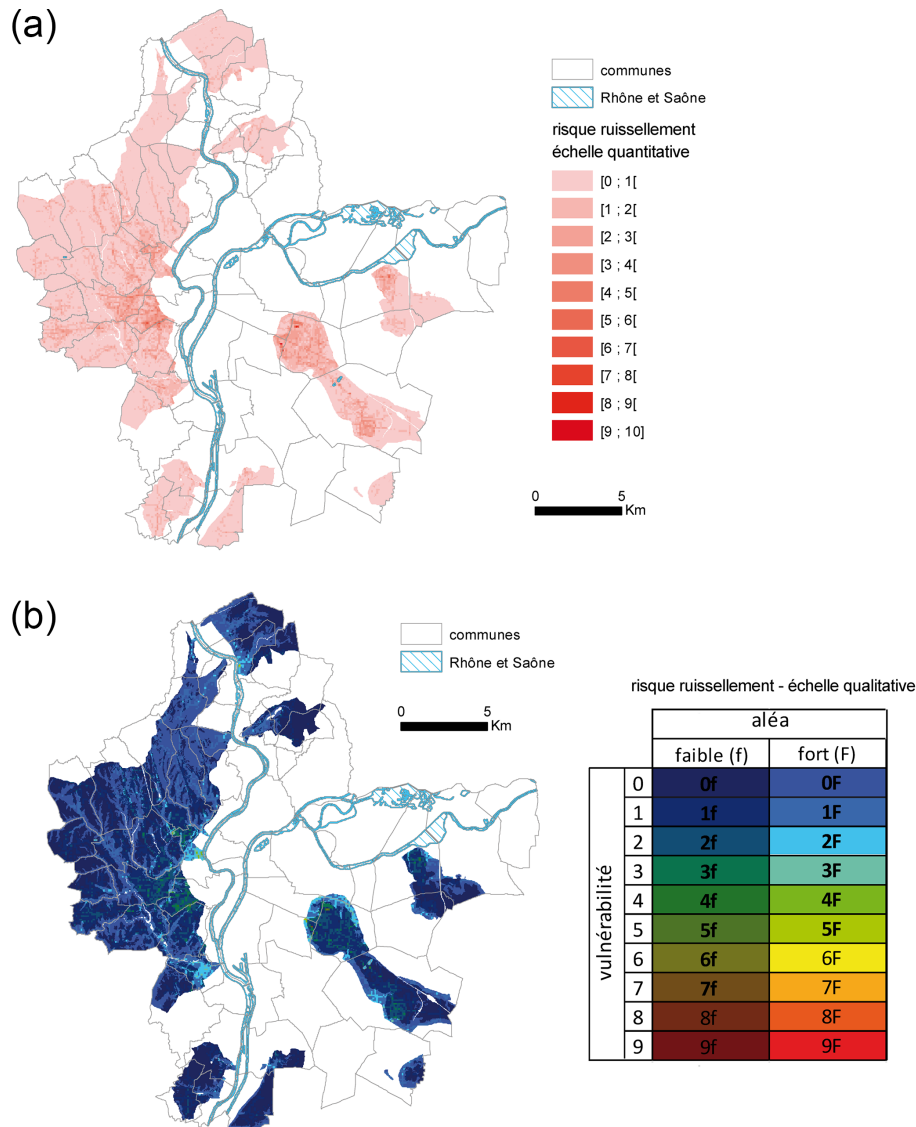 (a)
communes
Rhône et Saône
risque ruissellement
échelle quantitative
[0 ; 1[
[1 ; 2[
[2 ; 3[
[3 ; 4[
[4 ; 5[
[5 ; 6[
[6 ; 7[
[7 ; 8[
[8 ; 9[
[9 ; 10]
0 5
Km
(b)
communes
Rhône et Saône
0 5
Km
risque ruissellement - échelle qualitative
aléa
faible (f) fort (F)
vulnérabilité
0 0f 0F
1 1f 1F
2 2f 2F
3 3f 3F
4 4f 4F
5 5f 5F
6 6f 6F
7 7f 7F
8 8f 8F
9 9f 9F